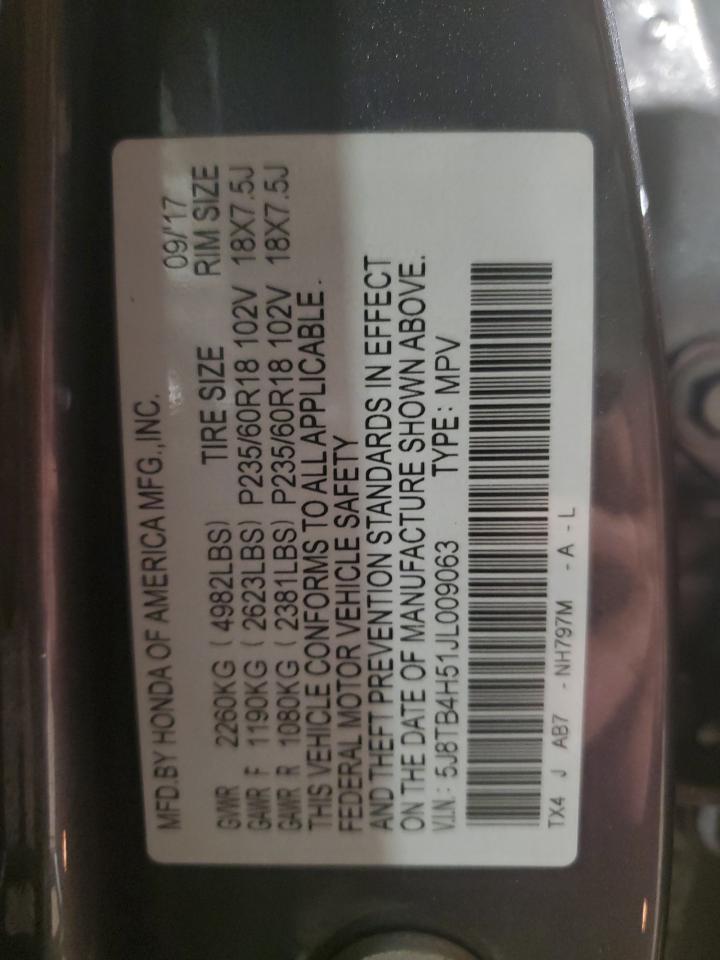 MFD.BY HONDA OF AMERICA MFG.,INC. 09/'17
GVWR 2260KG ( 4982LBS) TIRE SIZE RIM SIZE
GAWR F 1190KG ( 2623LBS) P235/60R18 102V 18X7.5J
GAWR R 1080KG ( 2381LBS) P235/60R18 102V 18X7.5J
THIS VEHICLE CONFORMS TO ALL APPLICABLE
FEDERAL MOTOR VEHICLE SAFETY
AND THEFT PREVENTION STANDARDS IN EFFECT
ON THE DATE OF MANUFACTURE SHOWN ABOVE.
V.I.N.: 5J8TB4H51JL009063 TYPE: MPV
TX4 J AB7 - NH797M - A - L